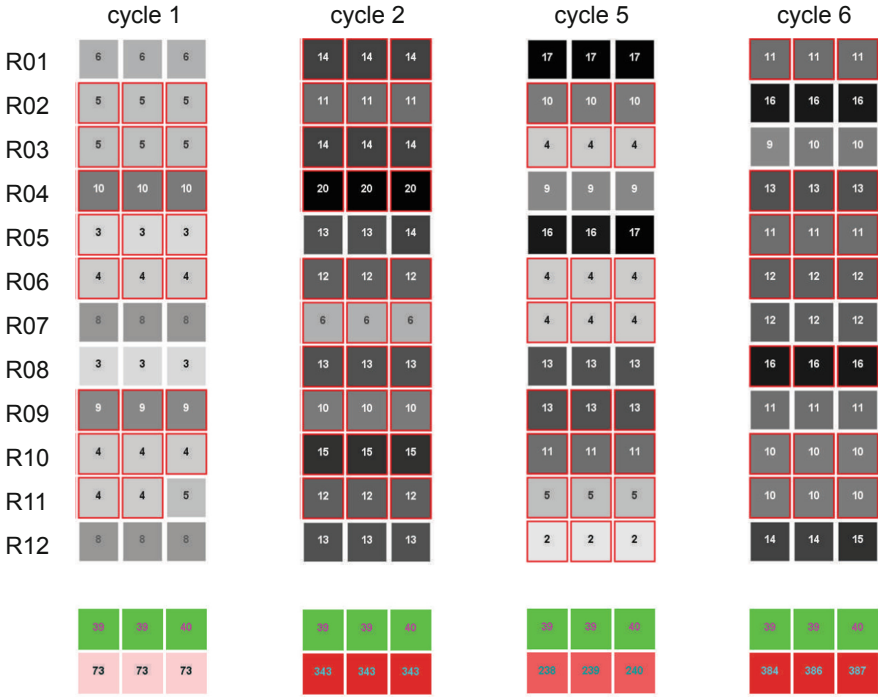 cycle 1 cycle 2 cycle 5 cycle 6
R01 6 6 6 14 14 14 17 17 17 11 11 11
R02 5 5 5 11 11 11 10 10 10 16 16 16
R03 5 5 5 14 14 14 4 4 4 9 10 10
R04 10 10 10 20 20 20 9 9 9 13 13 13
R05 3 3 3 13 13 14 16 16 17 11 11 11
R06 4 4 4 12 12 12 4 4 4 12 12 12
R07 8 8 8 6 6 6 4 4 4 12 12 12
R08 3 3 3 13 13 13 13 13 13 16 16 16
R09 9 9 9 10 10 10 13 13 13 11 11 11
R10 4 4 4 15 15 15 11 11 11 10 10 10
R11 4 4 5 12 12 12 5 5 5 10 10 10
R12 8 8 8 13 13 13 2 2 2 14 14 15
39 39 40 39 39 40 39 39 40 39 39 40
73 73 73 343 343 343 238 239 240 384 386 387